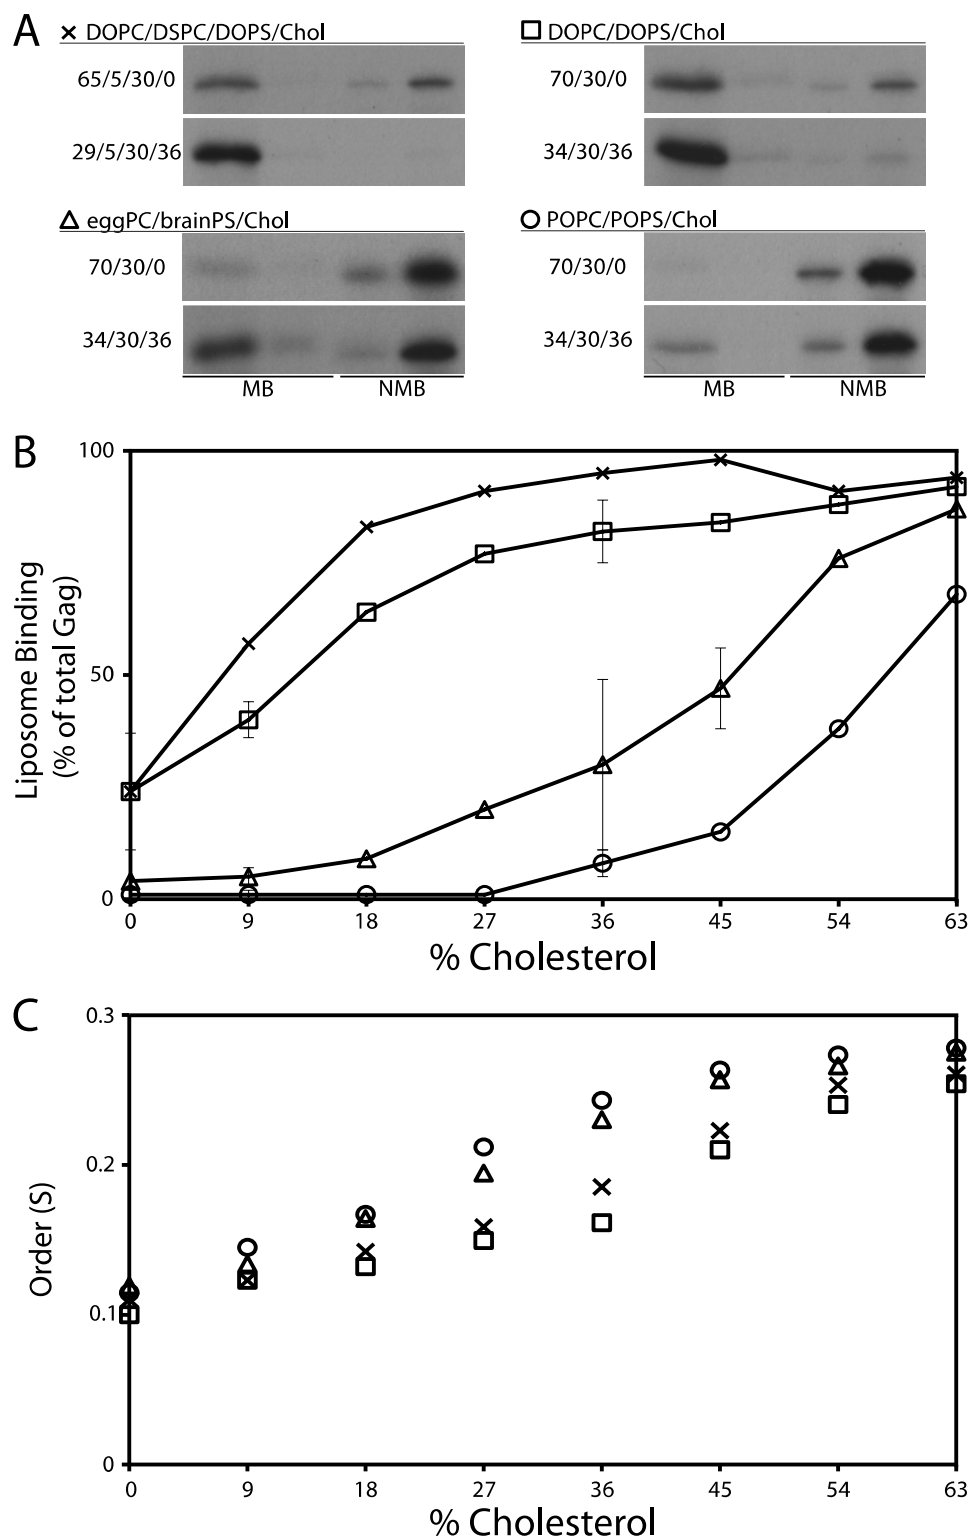 A
× DOPC/DSPC/DOPS/Chol
65/5/30/0
29/5/30/36
□ DOPC/DOPS/Chol
70/30/0
34/30/36
△ eggPC/brainPS/Chol
70/30/0
34/30/36
MB NMB
○ POPC/POPS/Chol
70/30/0
34/30/36
MB NMB
B
Liposome Binding
(% of total Gag)
100
50
0
0 9 18 27 36 45 54 63
% Cholesterol
C
Order (S)
0.3
0.2
0.1
0
0 9 18 27 36 45 54 63
% Cholesterol